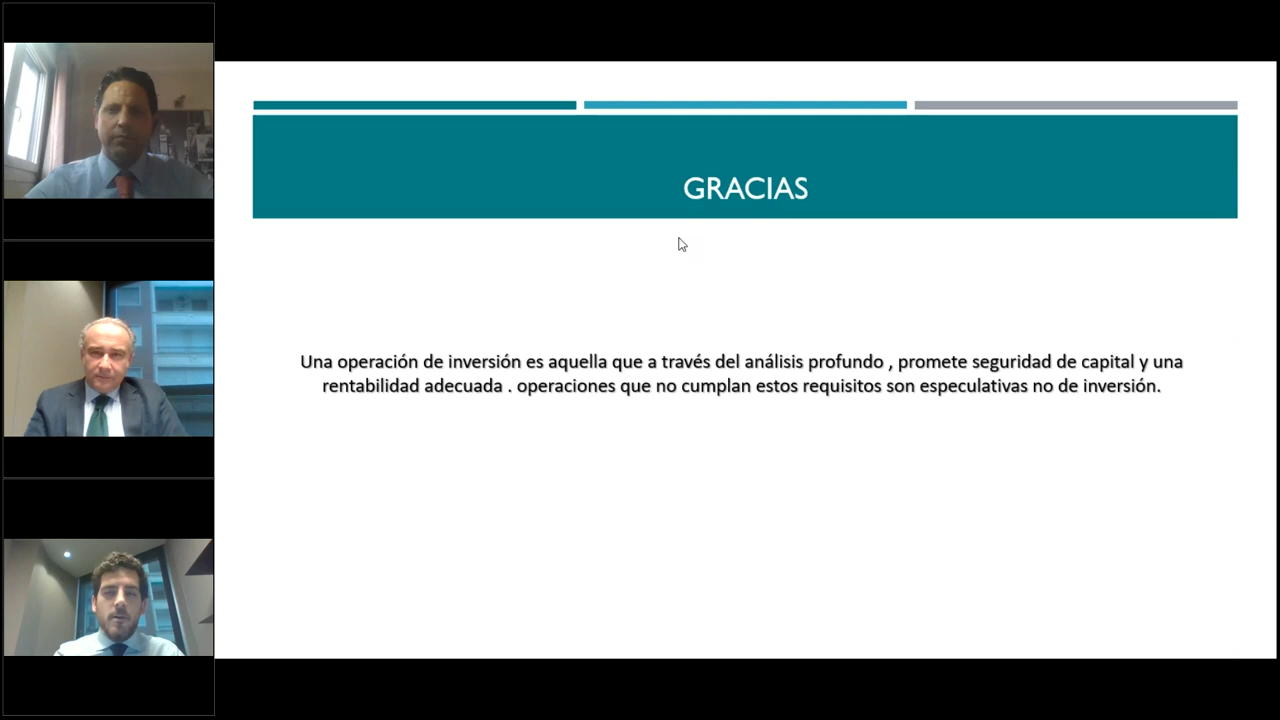 GRACIAS
Una operación de inversión es aquella que a través del análisis profundo , promete seguridad de capital y una
rentabilidad adecuada . operaciones que no cumplan estos requisitos son especulativas no de inversión.